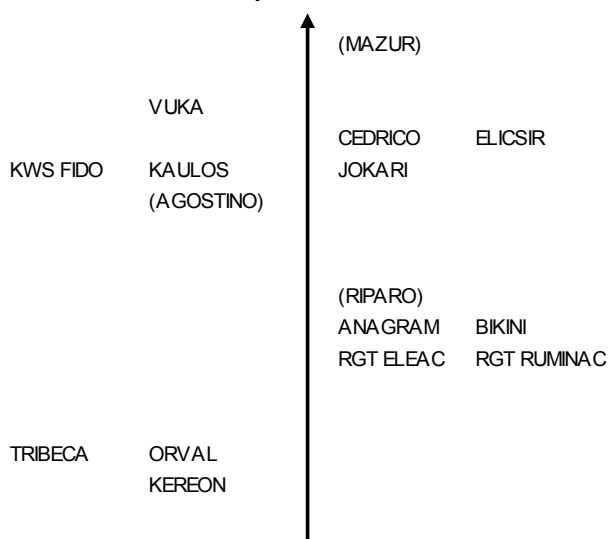 (MAZUR)
VUKA
CEDRICO ELICSIR
KWS FIDO KAULOS JOKARI
(AGOSTINO)
(RIPARO)
ANAGRAM BIKINI
RGT ELEAC RGT RUMINAC
TRIBECA ORVAL
KEREON